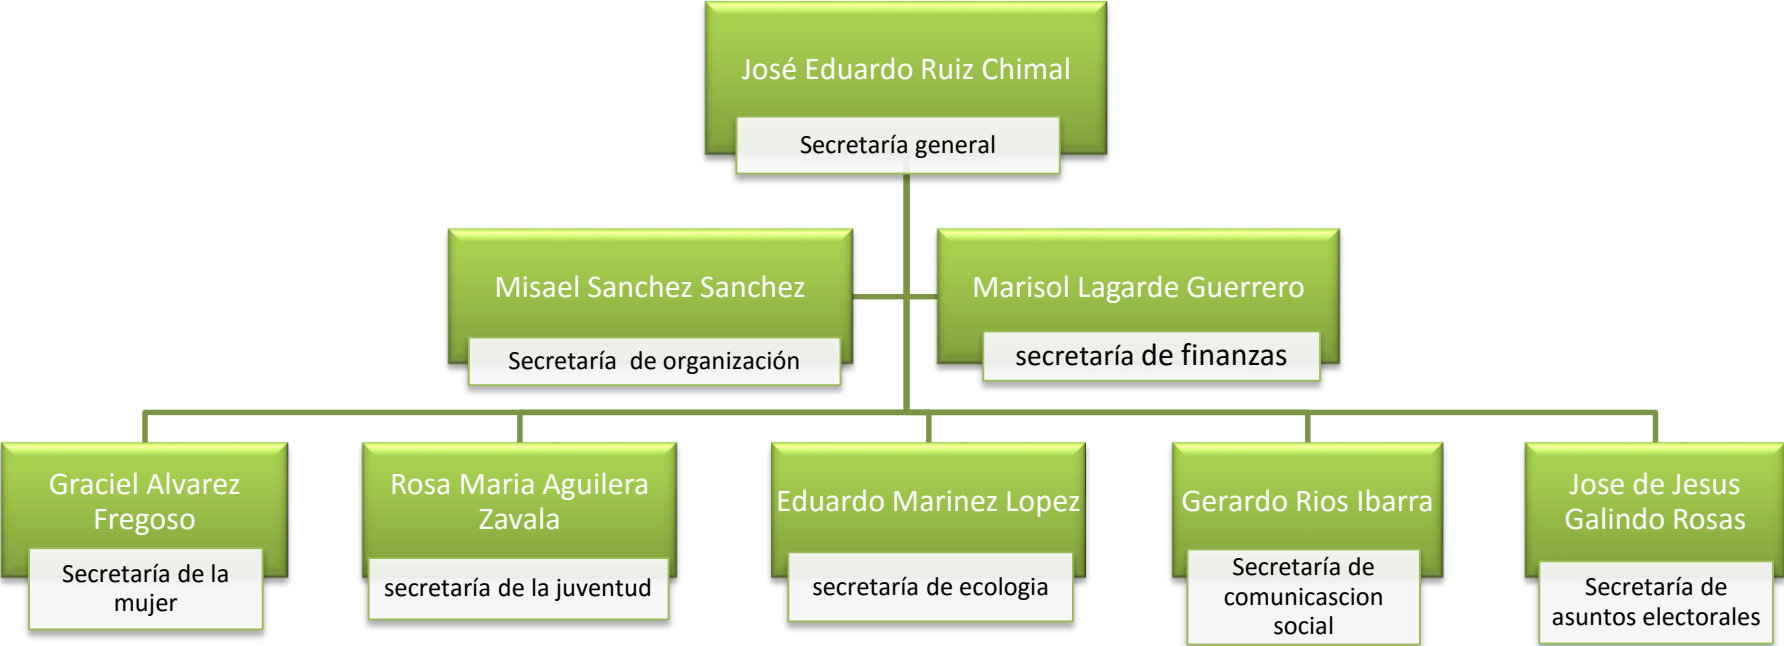 José Eduardo Ruiz Chimal
Secretaría general
Misael Sanchez Sanchez
Secretaría  de organización
Marisol Lagarde Guerrero
secretaría de finanzas
Graciel Alvarez
Fregoso
Secretaría de la
mujer
Rosa Maria Aguilera
Zavala
secretaría de la juventud
Eduardo Marinez Lopez
secretaría de ecologia
Gerardo Rios Ibarra
Secretaría de
comunicascion
social
Jose de Jesus
Galindo Rosas
Secretaría de
asuntos electorales